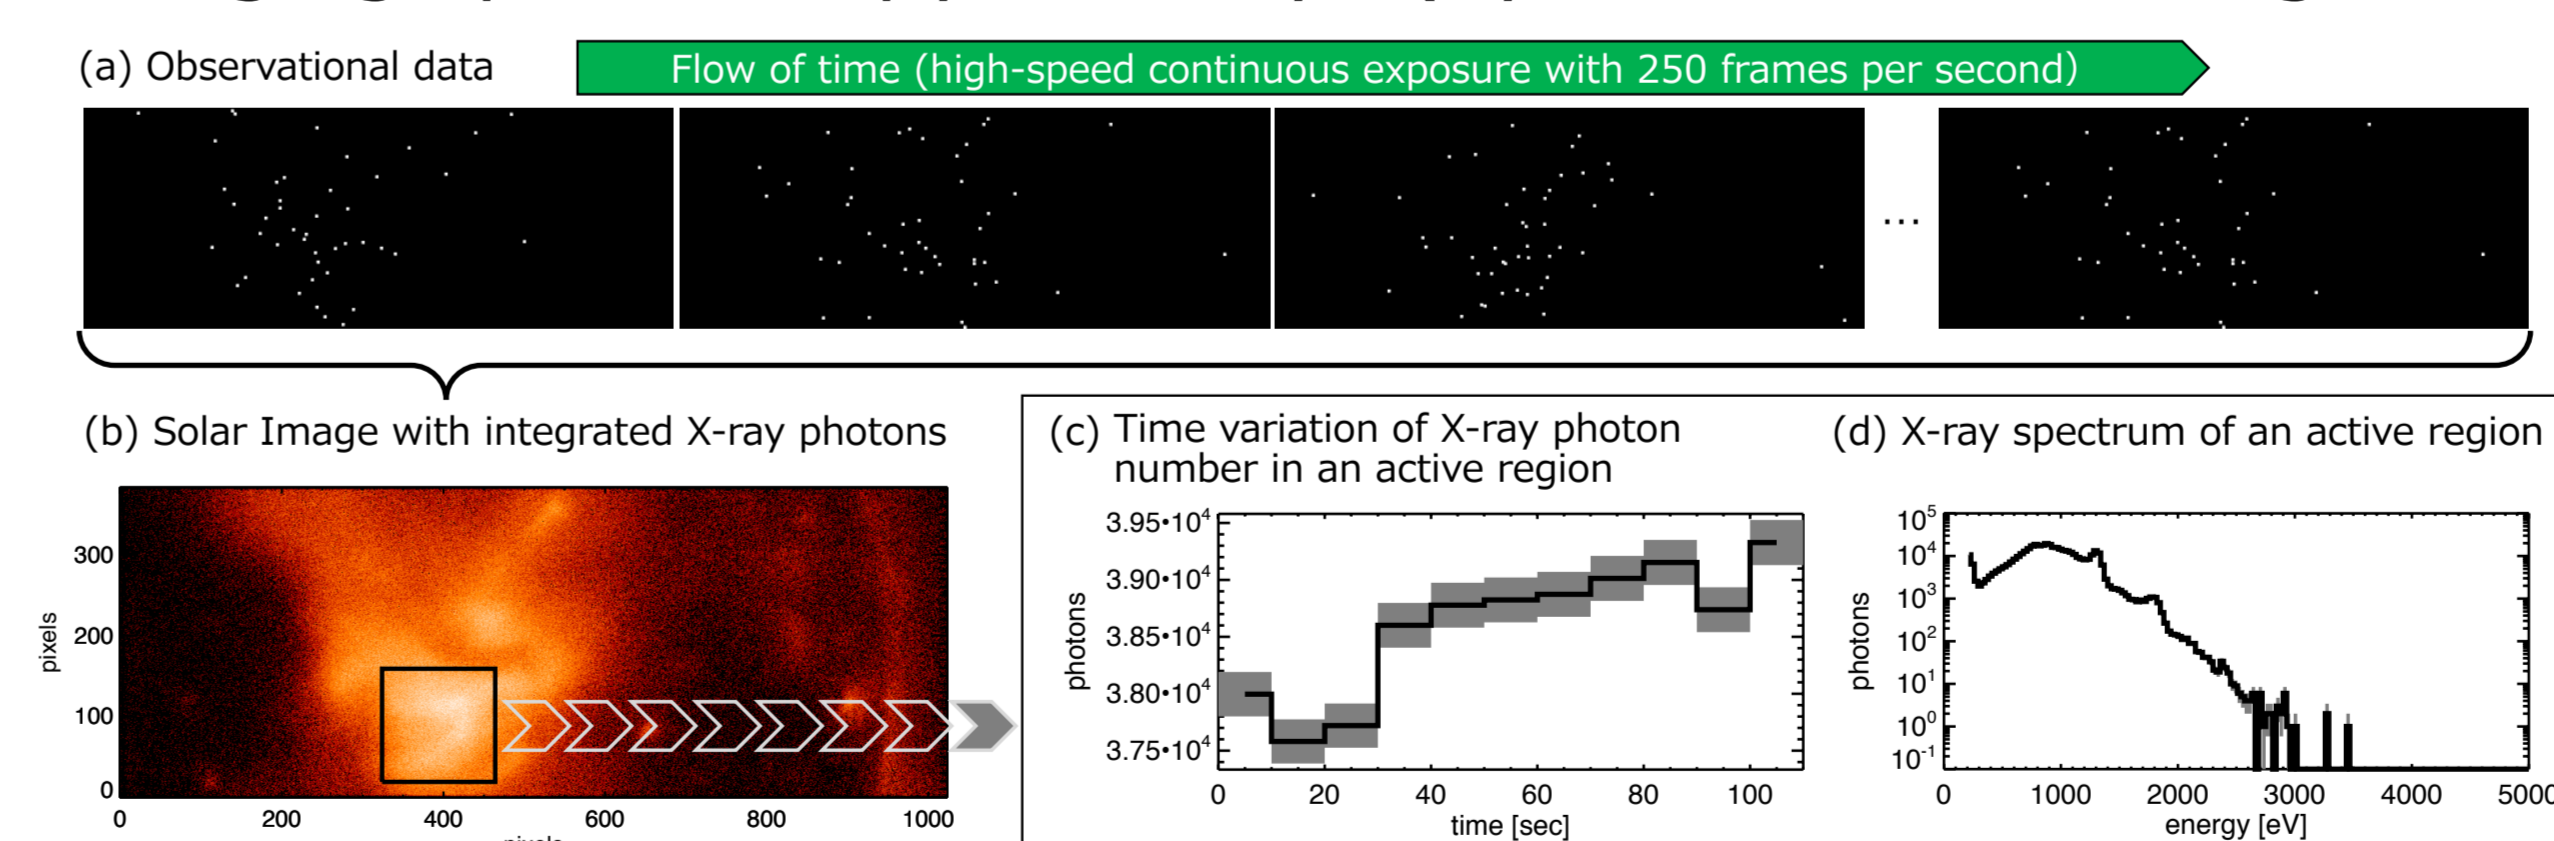 (a) Observational data
Flow of time (high-speed continuous exposure with 250 frames per second)
...
(b) Solar Image with integrated X-ray photons
300
200
100
0
pixels
0 200 400 600 800 1000
(c) Time variation of X-ray photon
number in an active region
3.95•10⁴
3.90•10⁴
3.85•10⁴
3.80•10⁴
3.75•10⁴
photons
0 20 40 60 80 100
time [sec]
(d) X-ray spectrum of an active region
10⁵
10⁴
10³
10²
10¹
10⁰
10⁻¹
photons
0 1000 2000 3000 4000 5000
energy [eV]